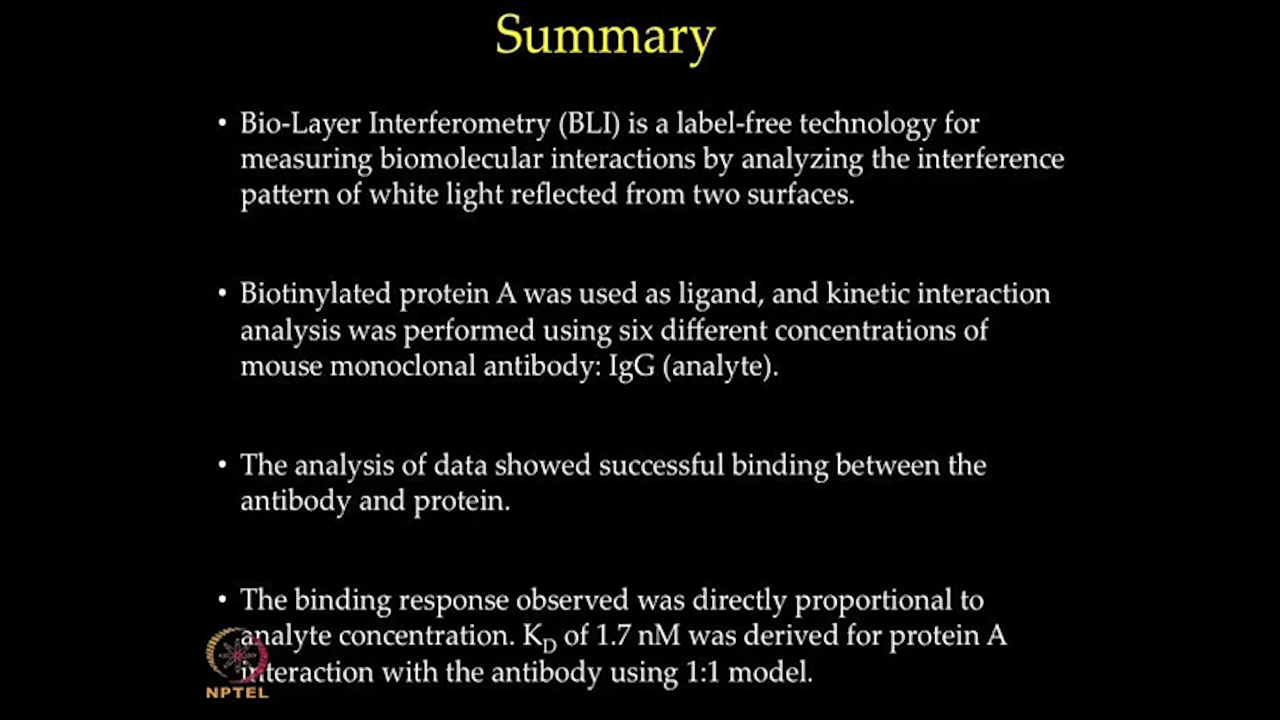 Summary
• Bio-Layer Interferometry (BLI) is a label-free technology for
measuring biomolecular interactions by analyzing the interference
pattern of white light reflected from two surfaces.
• Biotinylated protein A was used as ligand, and kinetic interaction
analysis was performed using six different concentrations of
mouse monoclonal antibody: IgG (analyte).
• The analysis of data showed successful binding between the
antibody and protein.
• The binding response observed was directly proportional to
analyte concentration. KD of 1.7 nM was derived for protein A
interaction with the antibody using 1:1 model.
NPTEL